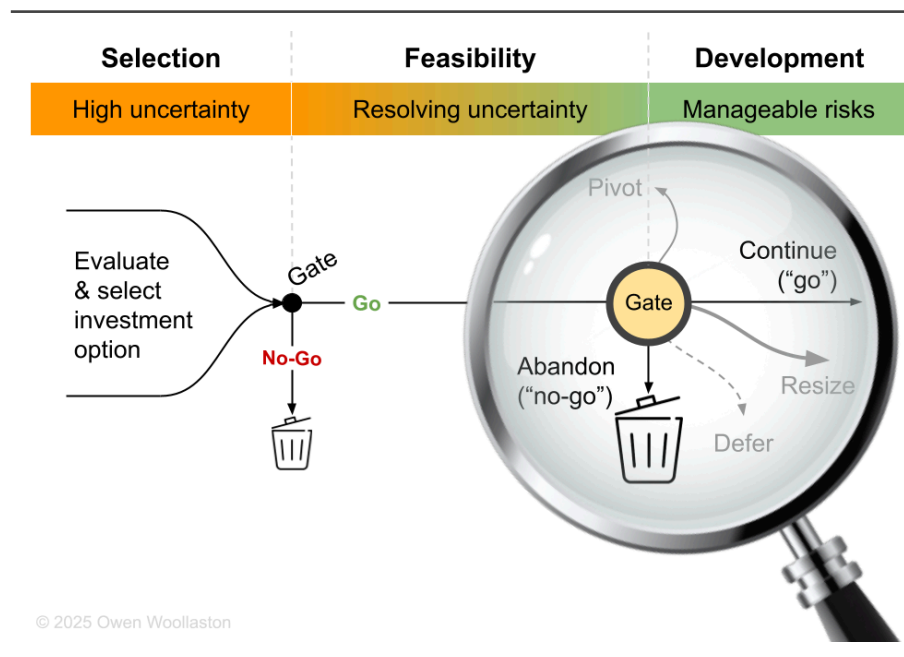 Selection
Feasibility
Development
High uncertainty
Resolving uncertainty
Manageable risks
Pivot
Evaluate
& select
investment
option
Gate
Go
No-Go
Gate
Continue
(“go”)
Abandon
(“no-go”)
Resize
Defer
© 2025 Owen Woollaston